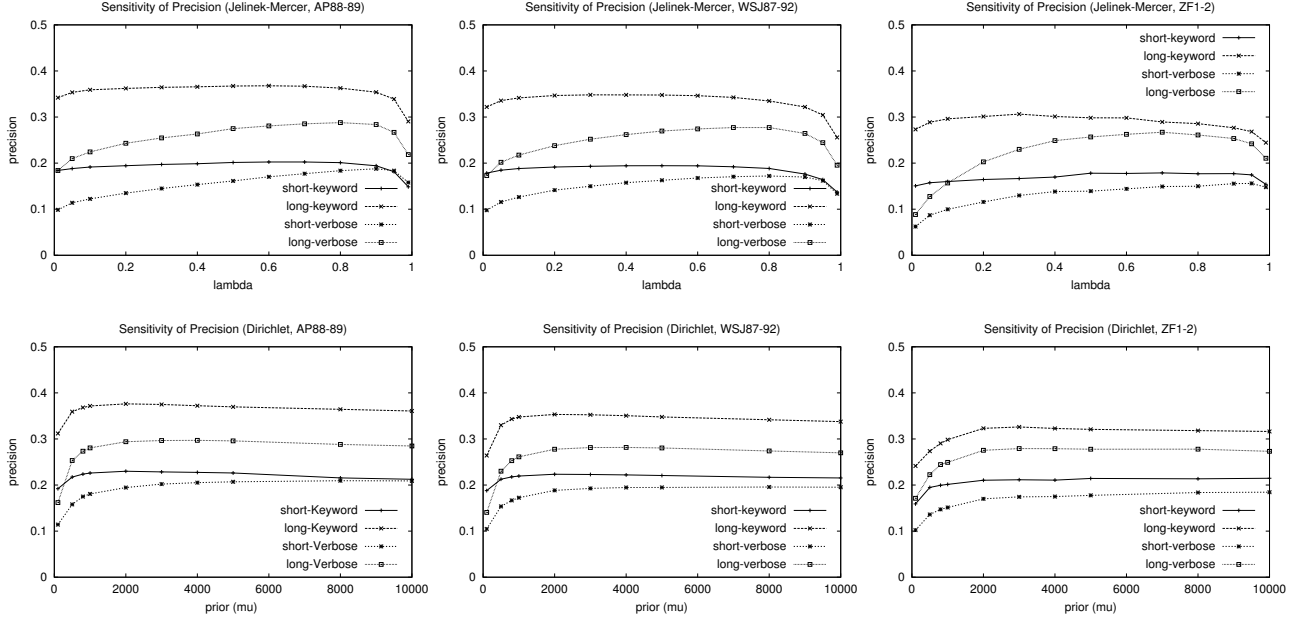 Sensitivity of Precision (Jelinek-Mercer, AP88-89)
0.5
0.4
0.3
0.2
0.1
0
precision
0 0.2 0.4 0.6 0.8 1
lambda
short-keyword
long-keyword
short-verbose
long-verbose
Sensitivity of Precision (Jelinek-Mercer, WSJ87-92)
0.5
0.4
0.3
0.2
0.1
0
precision
0 0.2 0.4 0.6 0.8 1
lambda
short-keyword
long-keyword
short-verbose
long-verbose
Sensitivity of Precision (Jelinek-Mercer, ZF1-2)
0.5
0.4
0.3
0.2
0.1
0
precision
0 0.2 0.4 0.6 0.8 1
lambda
short-keyword
long-keyword
short-verbose
long-verbose
Sensitivity of Precision (Dirichlet, AP88-89)
0.5
0.4
0.3
0.2
0.1
0
precision
0 2000 4000 6000 8000 10000
prior (mu)
short-Keyword
long-Keyword
short-Verbose
long-Verbose
Sensitivity of Precision (Dirichlet, WSJ87-92)
0.5
0.4
0.3
0.2
0.1
0
precision
0 2000 4000 6000 8000 10000
prior (mu)
short-keyword
long-keyword
short-verbose
long-verbose
Sensitivity of Precision (Dirichlet, ZF1-2)
0.5
0.4
0.3
0.2
0.1
0
precision
0 2000 4000 6000 8000 10000
prior (mu)
short-keyword
long-keyword
short-verbose
long-verbose